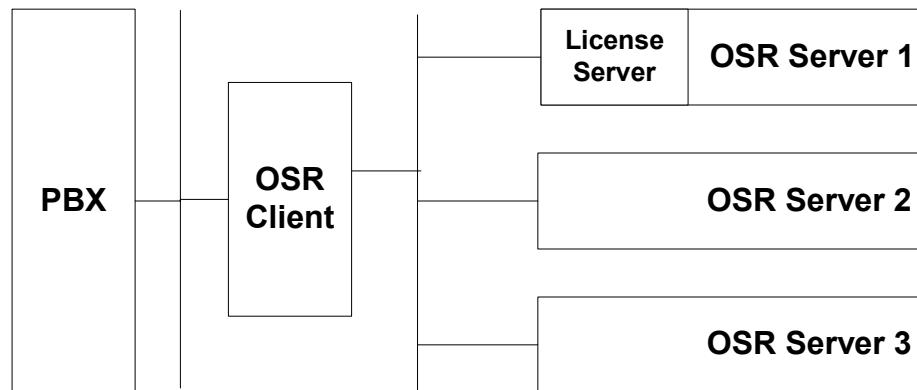 PBX
OSR
Client
License
Server
OSR Server 1
OSR Server 2
OSR Server 3